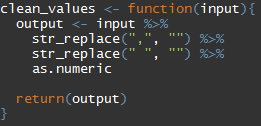 clean_values <- function(input){
  output <- input %>%
    str_replace(",", "") %>%
    str_replace(" ", "") %>%
    as.numeric

  return(output)
}